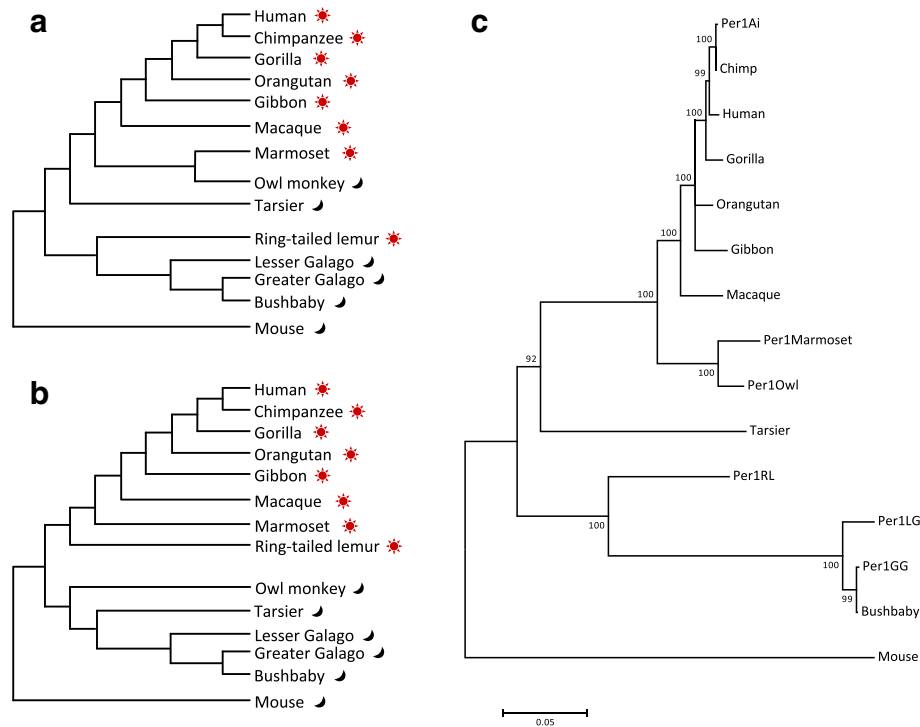 a
Human
Chimpanzee
Gorilla
Orangutan
Gibbon
Macaque
Marmoset
Owl monkey
Tarsier
Ring-tailed lemur
Lesser Galago
Greater Galago
Bushbaby
Mouse
b
Human
Chimpanzee
Gorilla
Orangutan
Gibbon
Macaque
Marmoset
Ring-tailed lemur
Owl monkey
Tarsier
Lesser Galago
Greater Galago
Bushbaby
Mouse
c
Per1Ai
100
Chimp
99
Human
100
Gorilla
100
Orangutan
100
Gibbon
100
Macaque
Per1Marmoset
100
Per1Owl
92
Tarsier
Per1RL
100
Per1LG
100
Per1GG
99
Bushbaby
Mouse
0.05